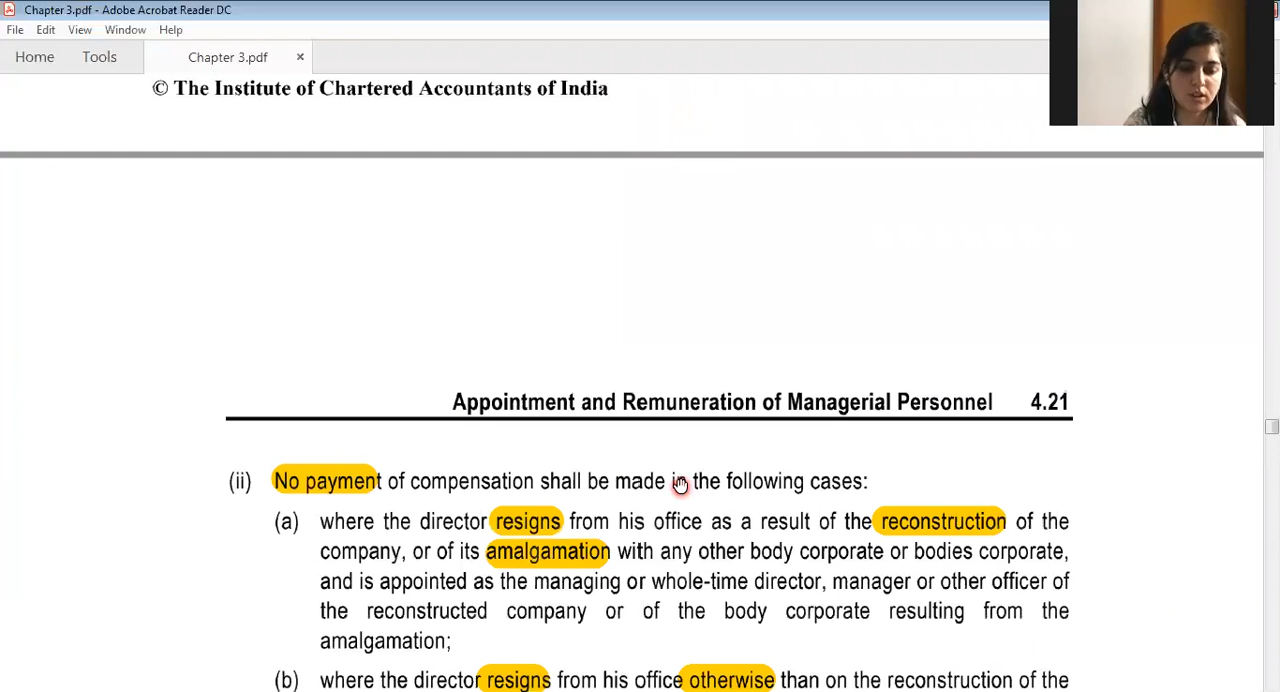 Chapter 3.pdf - Adobe Acrobat Reader DC
File Edit View Window Help
Home Tools Chapter 3.pdf ×
© The Institute of Chartered Accountants of India
Appointment and Remuneration of Managerial Personnel 4.21
(ii) No payment of compensation shall be made in the following cases:
(a) where the director resigns from his office as a result of the reconstruction of the
company, or of its amalgamation with any other body corporate or bodies corporate,
and is appointed as the managing or whole-time director, manager or other officer of
the reconstructed company or of the body corporate resulting from the
amalgamation;
(b) where the director resigns from his office otherwise than on the reconstruction of the